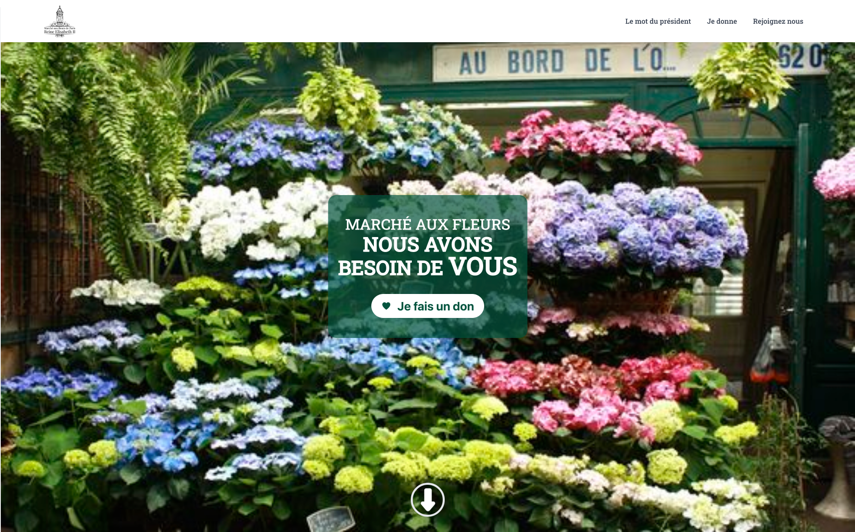 Reine Elisabeth II
Le mot du président
Je donne
Rejoignez nous
AU BORD DE L'O... 620
MARCHÉ AUX FLEURS
NOUS AVONS
BESOIN DE VOUS
Je fais un don